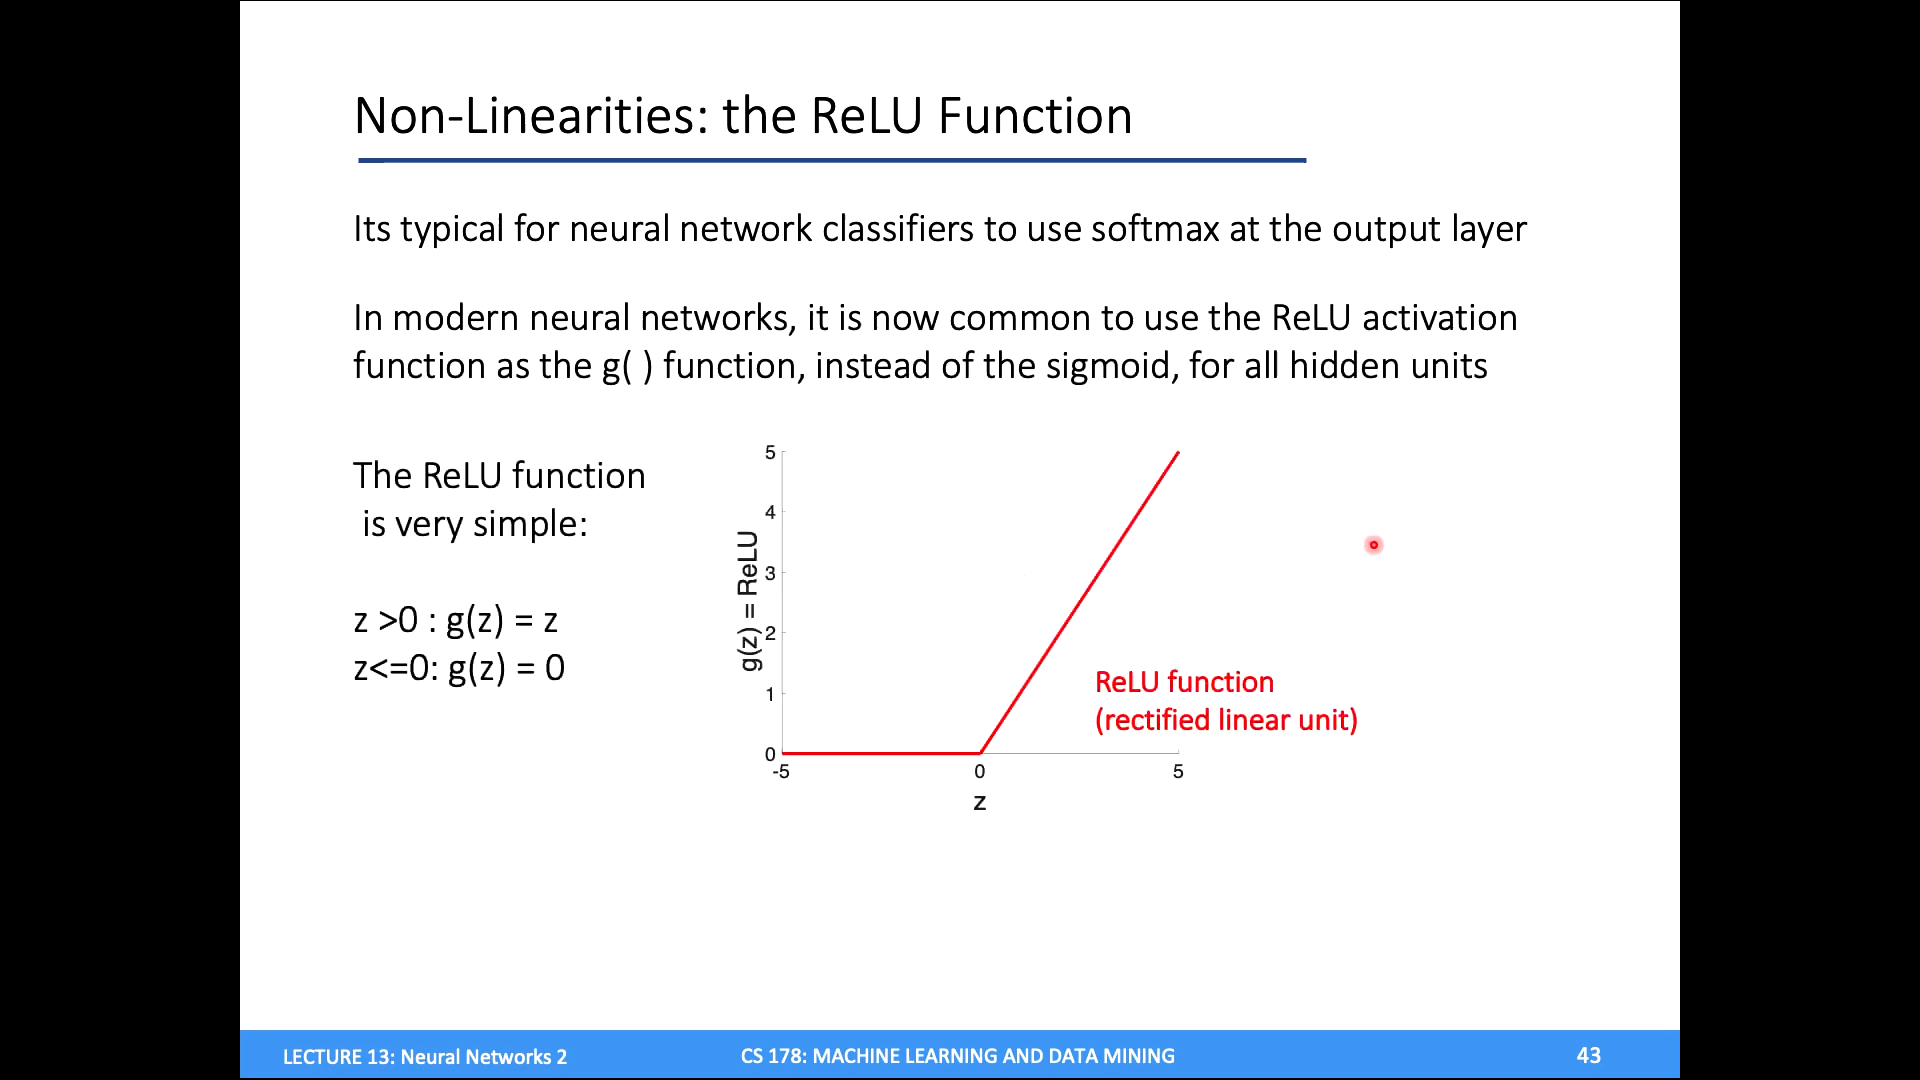 Non-Linearities: the ReLU Function
Its typical for neural network classifiers to use softmax at the output layer
In modern neural networks, it is now common to use the ReLU activation
function as the g( ) function, instead of the sigmoid, for all hidden units
The ReLU function
is very simple:
z >0 : g(z) = z
z<=0: g(z) = 0
g(z) = ReLU
5
4
3
2
1
0
-5
0
5
z
ReLU function
(rectified linear unit)
LECTURE 13: Neural Networks 2
CS 178: MACHINE LEARNING AND DATA MINING
43